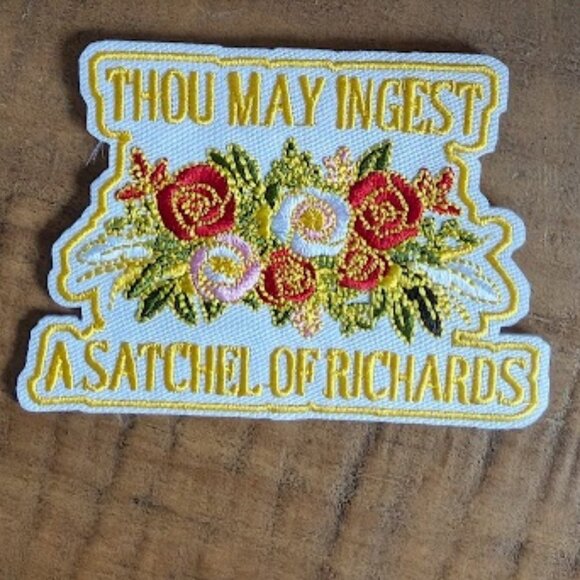 THOU MAY INGEST
A SATCHEL OF RICHARDS